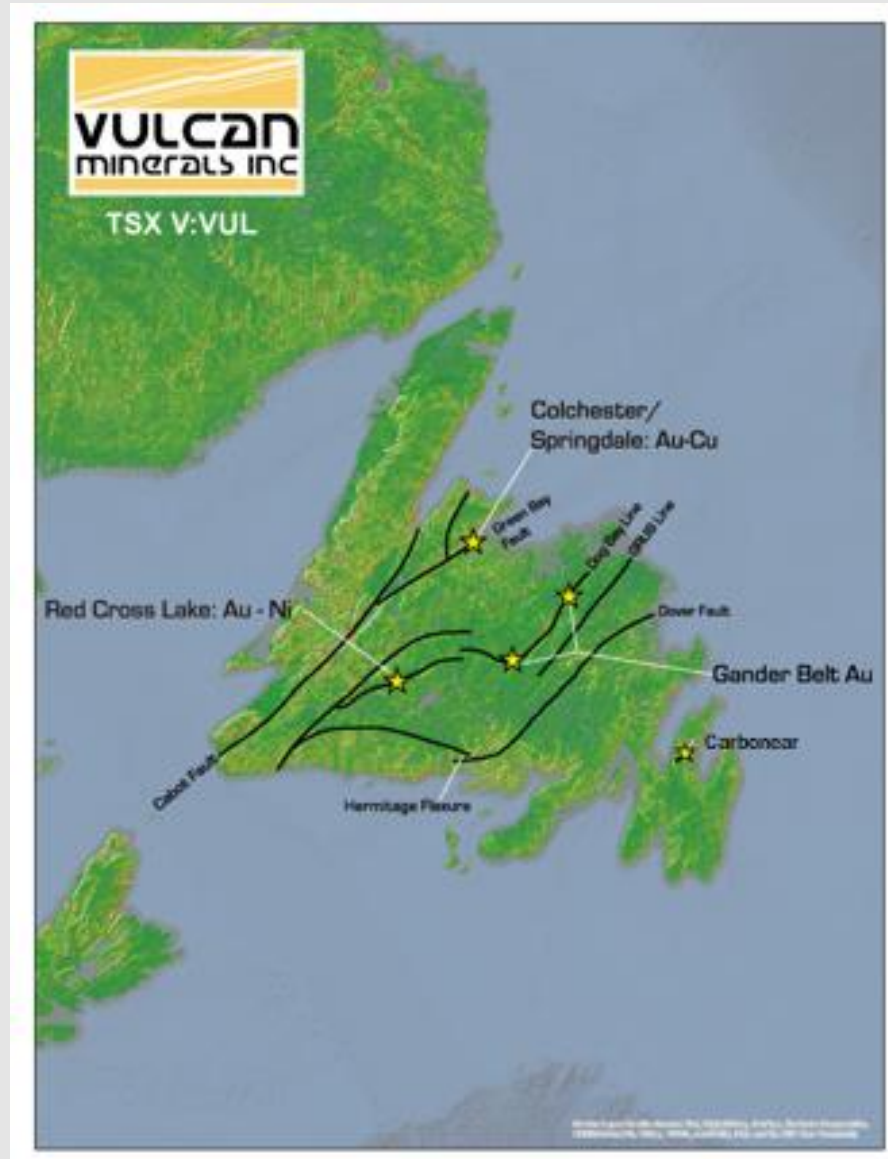 VULCAN
minerals inc
TSX V:VUL
Colchester/
Springdale: Au-Cu
Green Bay
Fault
Dog Bay Line
GRUB Line
Red Cross Lake: Au - Ni
Dover Fault
Gander Belt Au
Carbonear
Cabot Fault
Hermitage Flexure